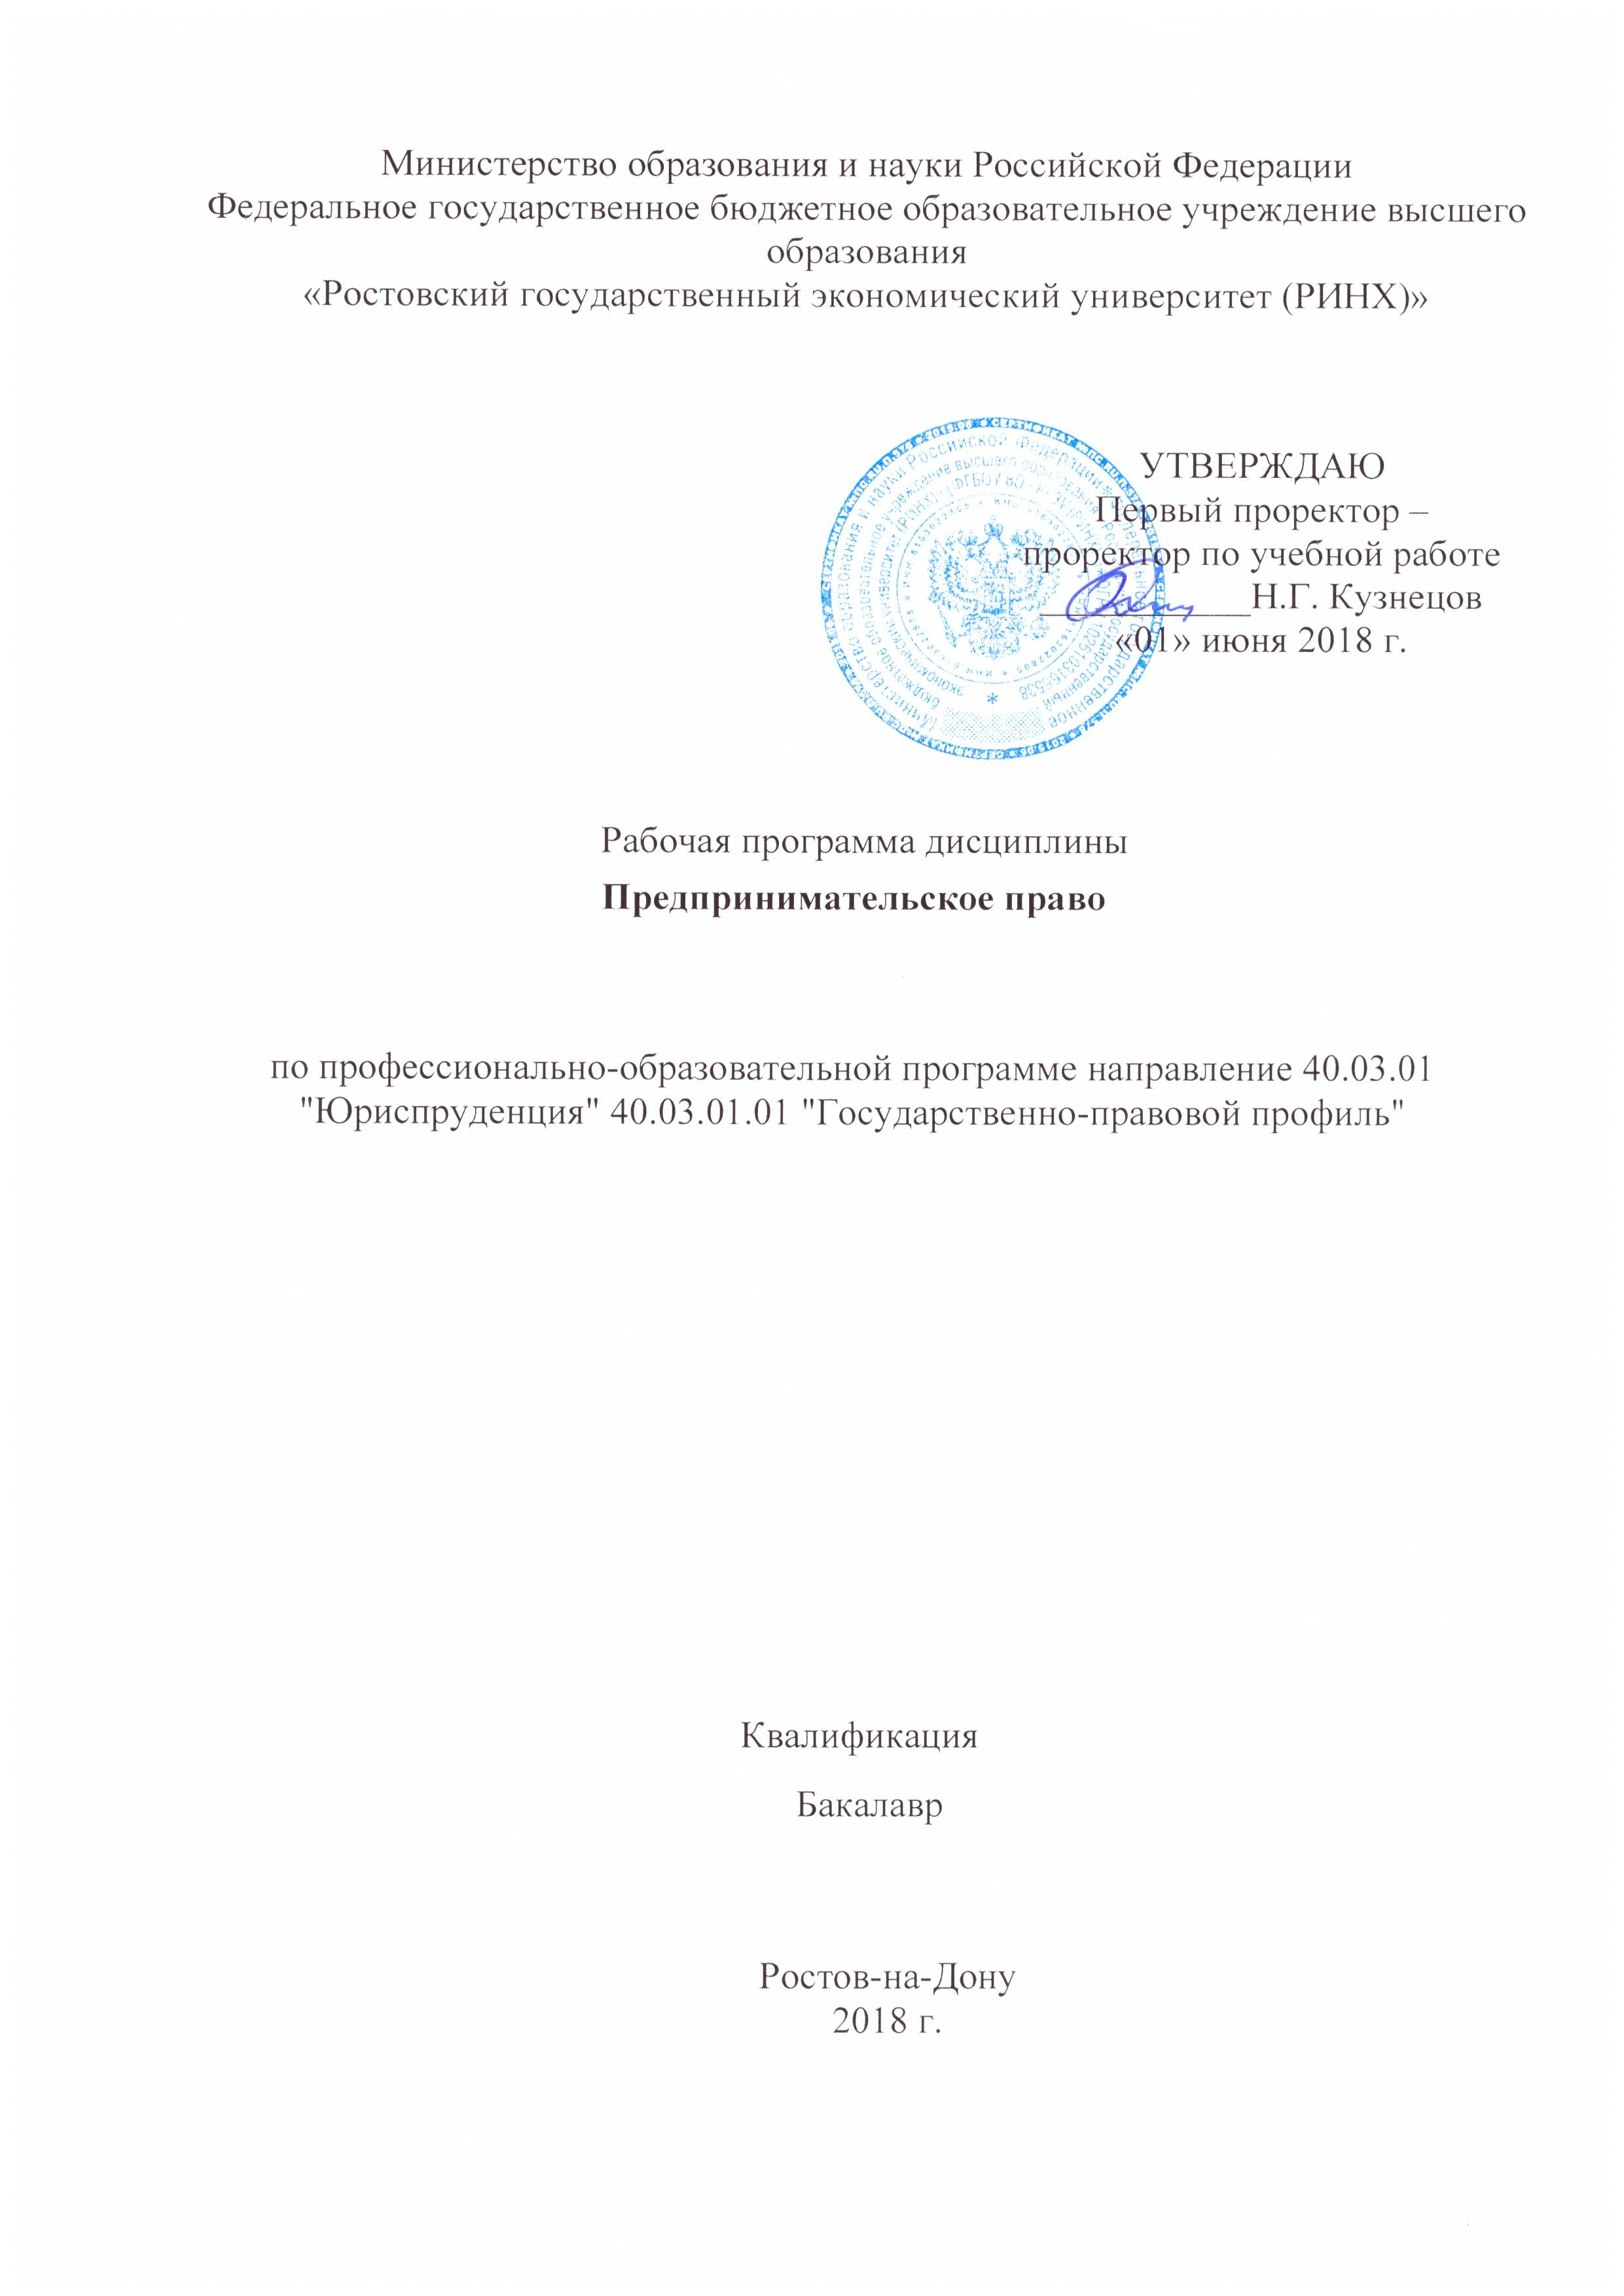 Министерство образования и науки Российской Федерации
Федеральное государственное бюджетное образовательное учреждение высшего
образования
«Ростовский государственный экономический университет (РИНХ)»
УТВЕРЖДАЮ
Первый проректор –
проректор по учебной работе
Н.Г. Кузнецов
«01» июня 2018 г.
Рабочая программа дисциплины
Предпринимательское право
по профессионально-образовательной программе направление 40.03.01
"Юриспруденция" 40.03.01.01 "Государственно-правовой профиль"
Квалификация
Бакалавр
Ростов-на-Дону
2018 г.